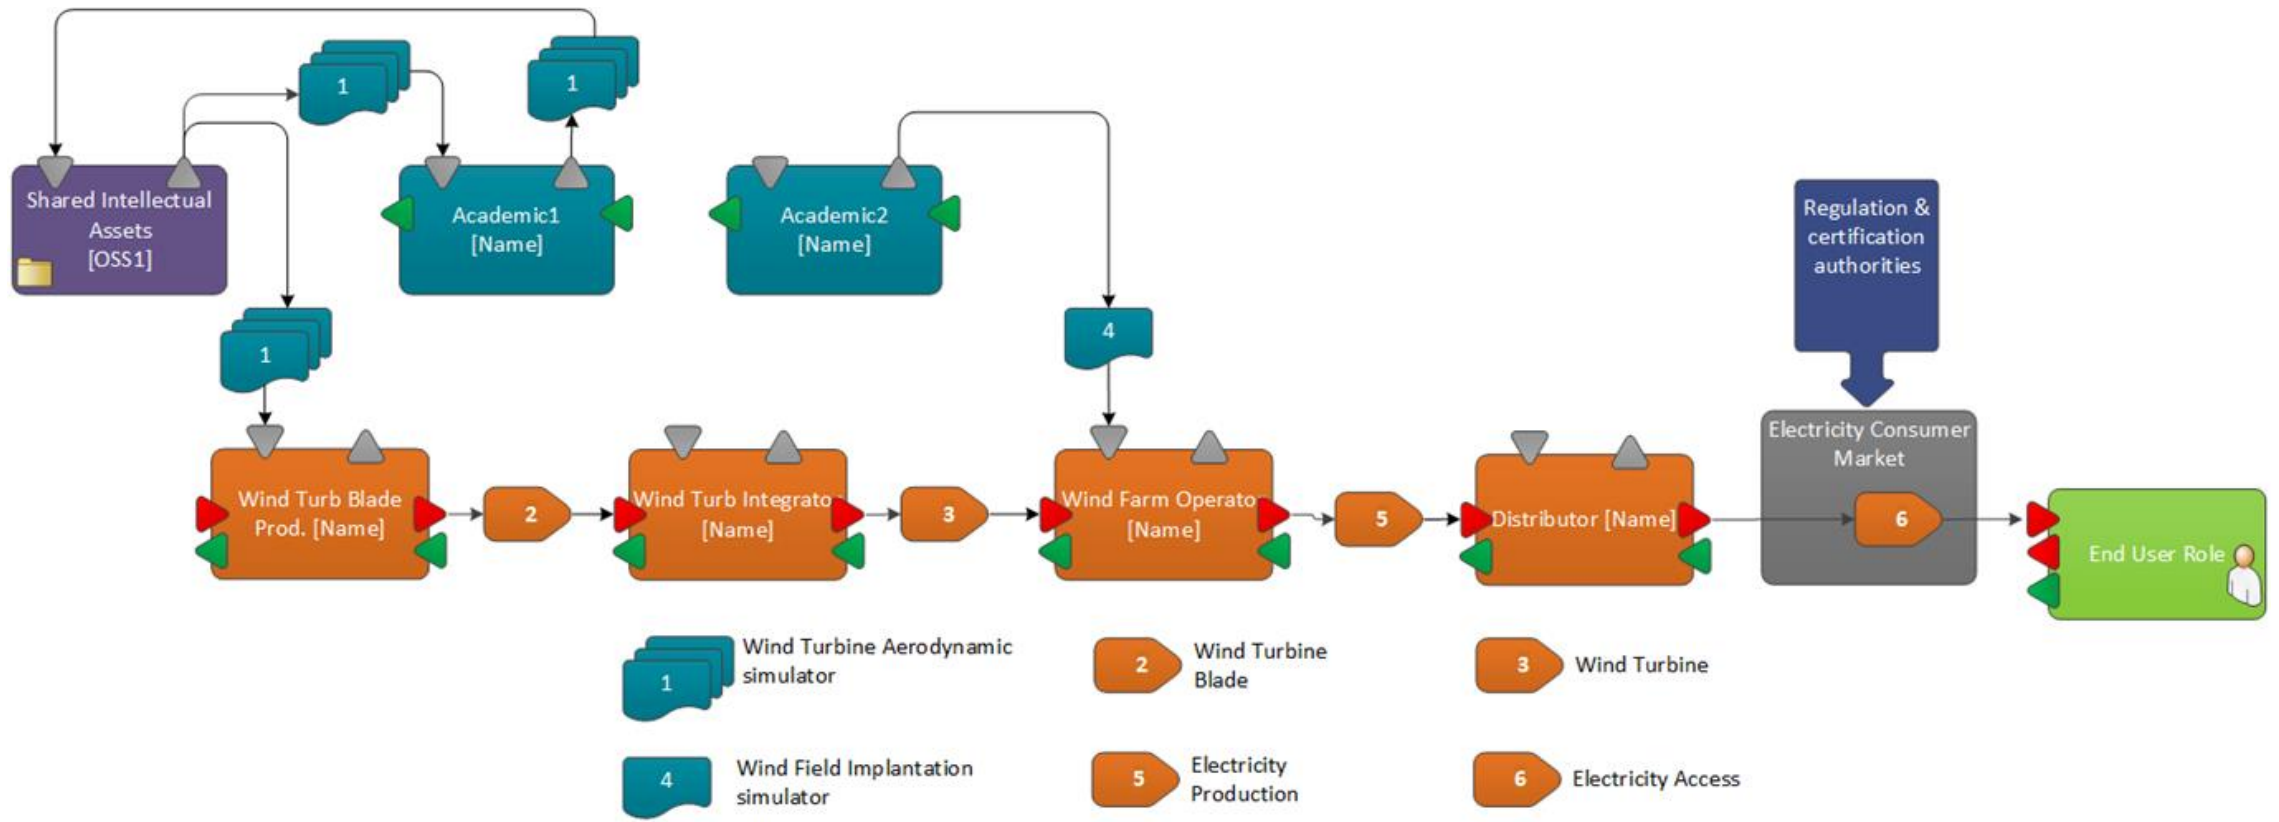 1
1
Shared Intellectual
Assets
[OSS1]
Academic1
[Name]
Academic2
[Name]
Regulation &
certification
authorities
1
4
Wind Turb Blade
Prod. [Name]
2
Wind Turb Integrato
[Name]
3
Wind Farm Operato
[Name]
5
Distributor [Name]
Electricity Consumer
Market
6
End User Role
1
Wind Turbine Aerodynamic
simulator
2
Wind Turbine
Blade
3
Wind Turbine
4
Wind Field Implantation
simulator
5
Electricity
Production
6
Electricity Access